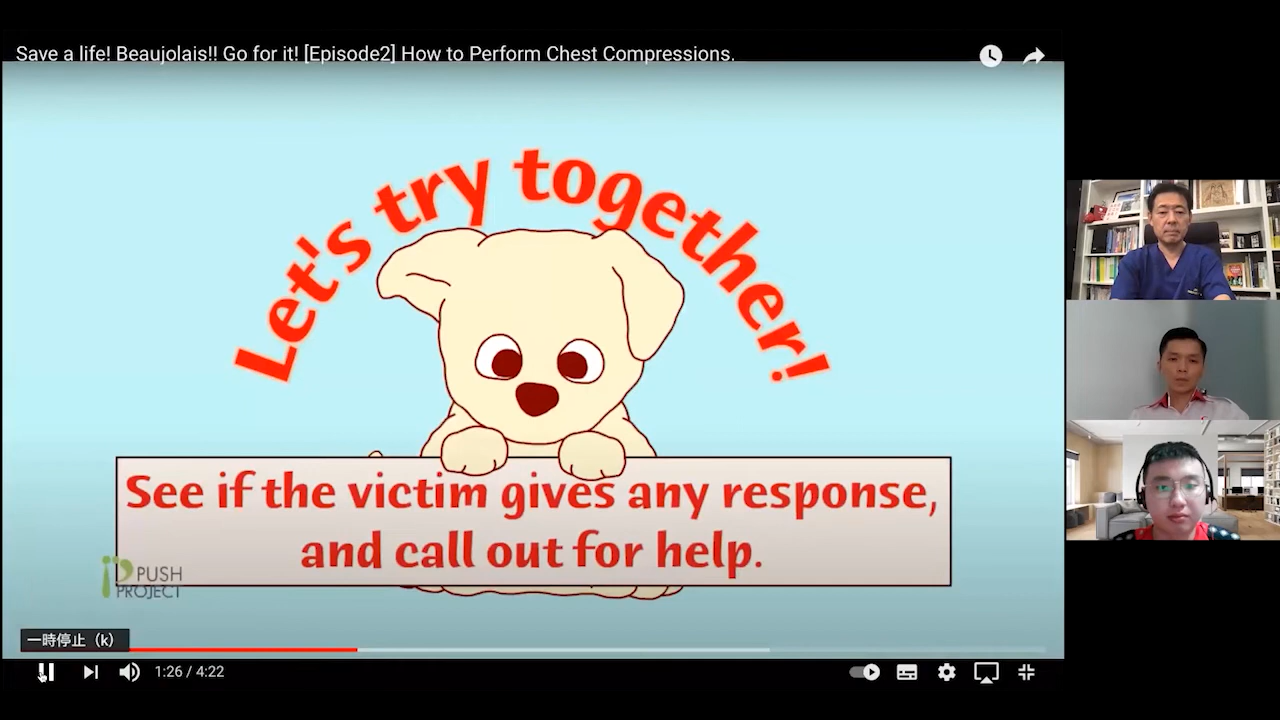 Save a life! Beaujolais!! Go for it! [Episode2] How to Perform Chest Compressions.
Let's try together!
See if the victim gives any response,
and call out for help.
PUSH
PROJECT
一時停止（k）
1:26 / 4:22